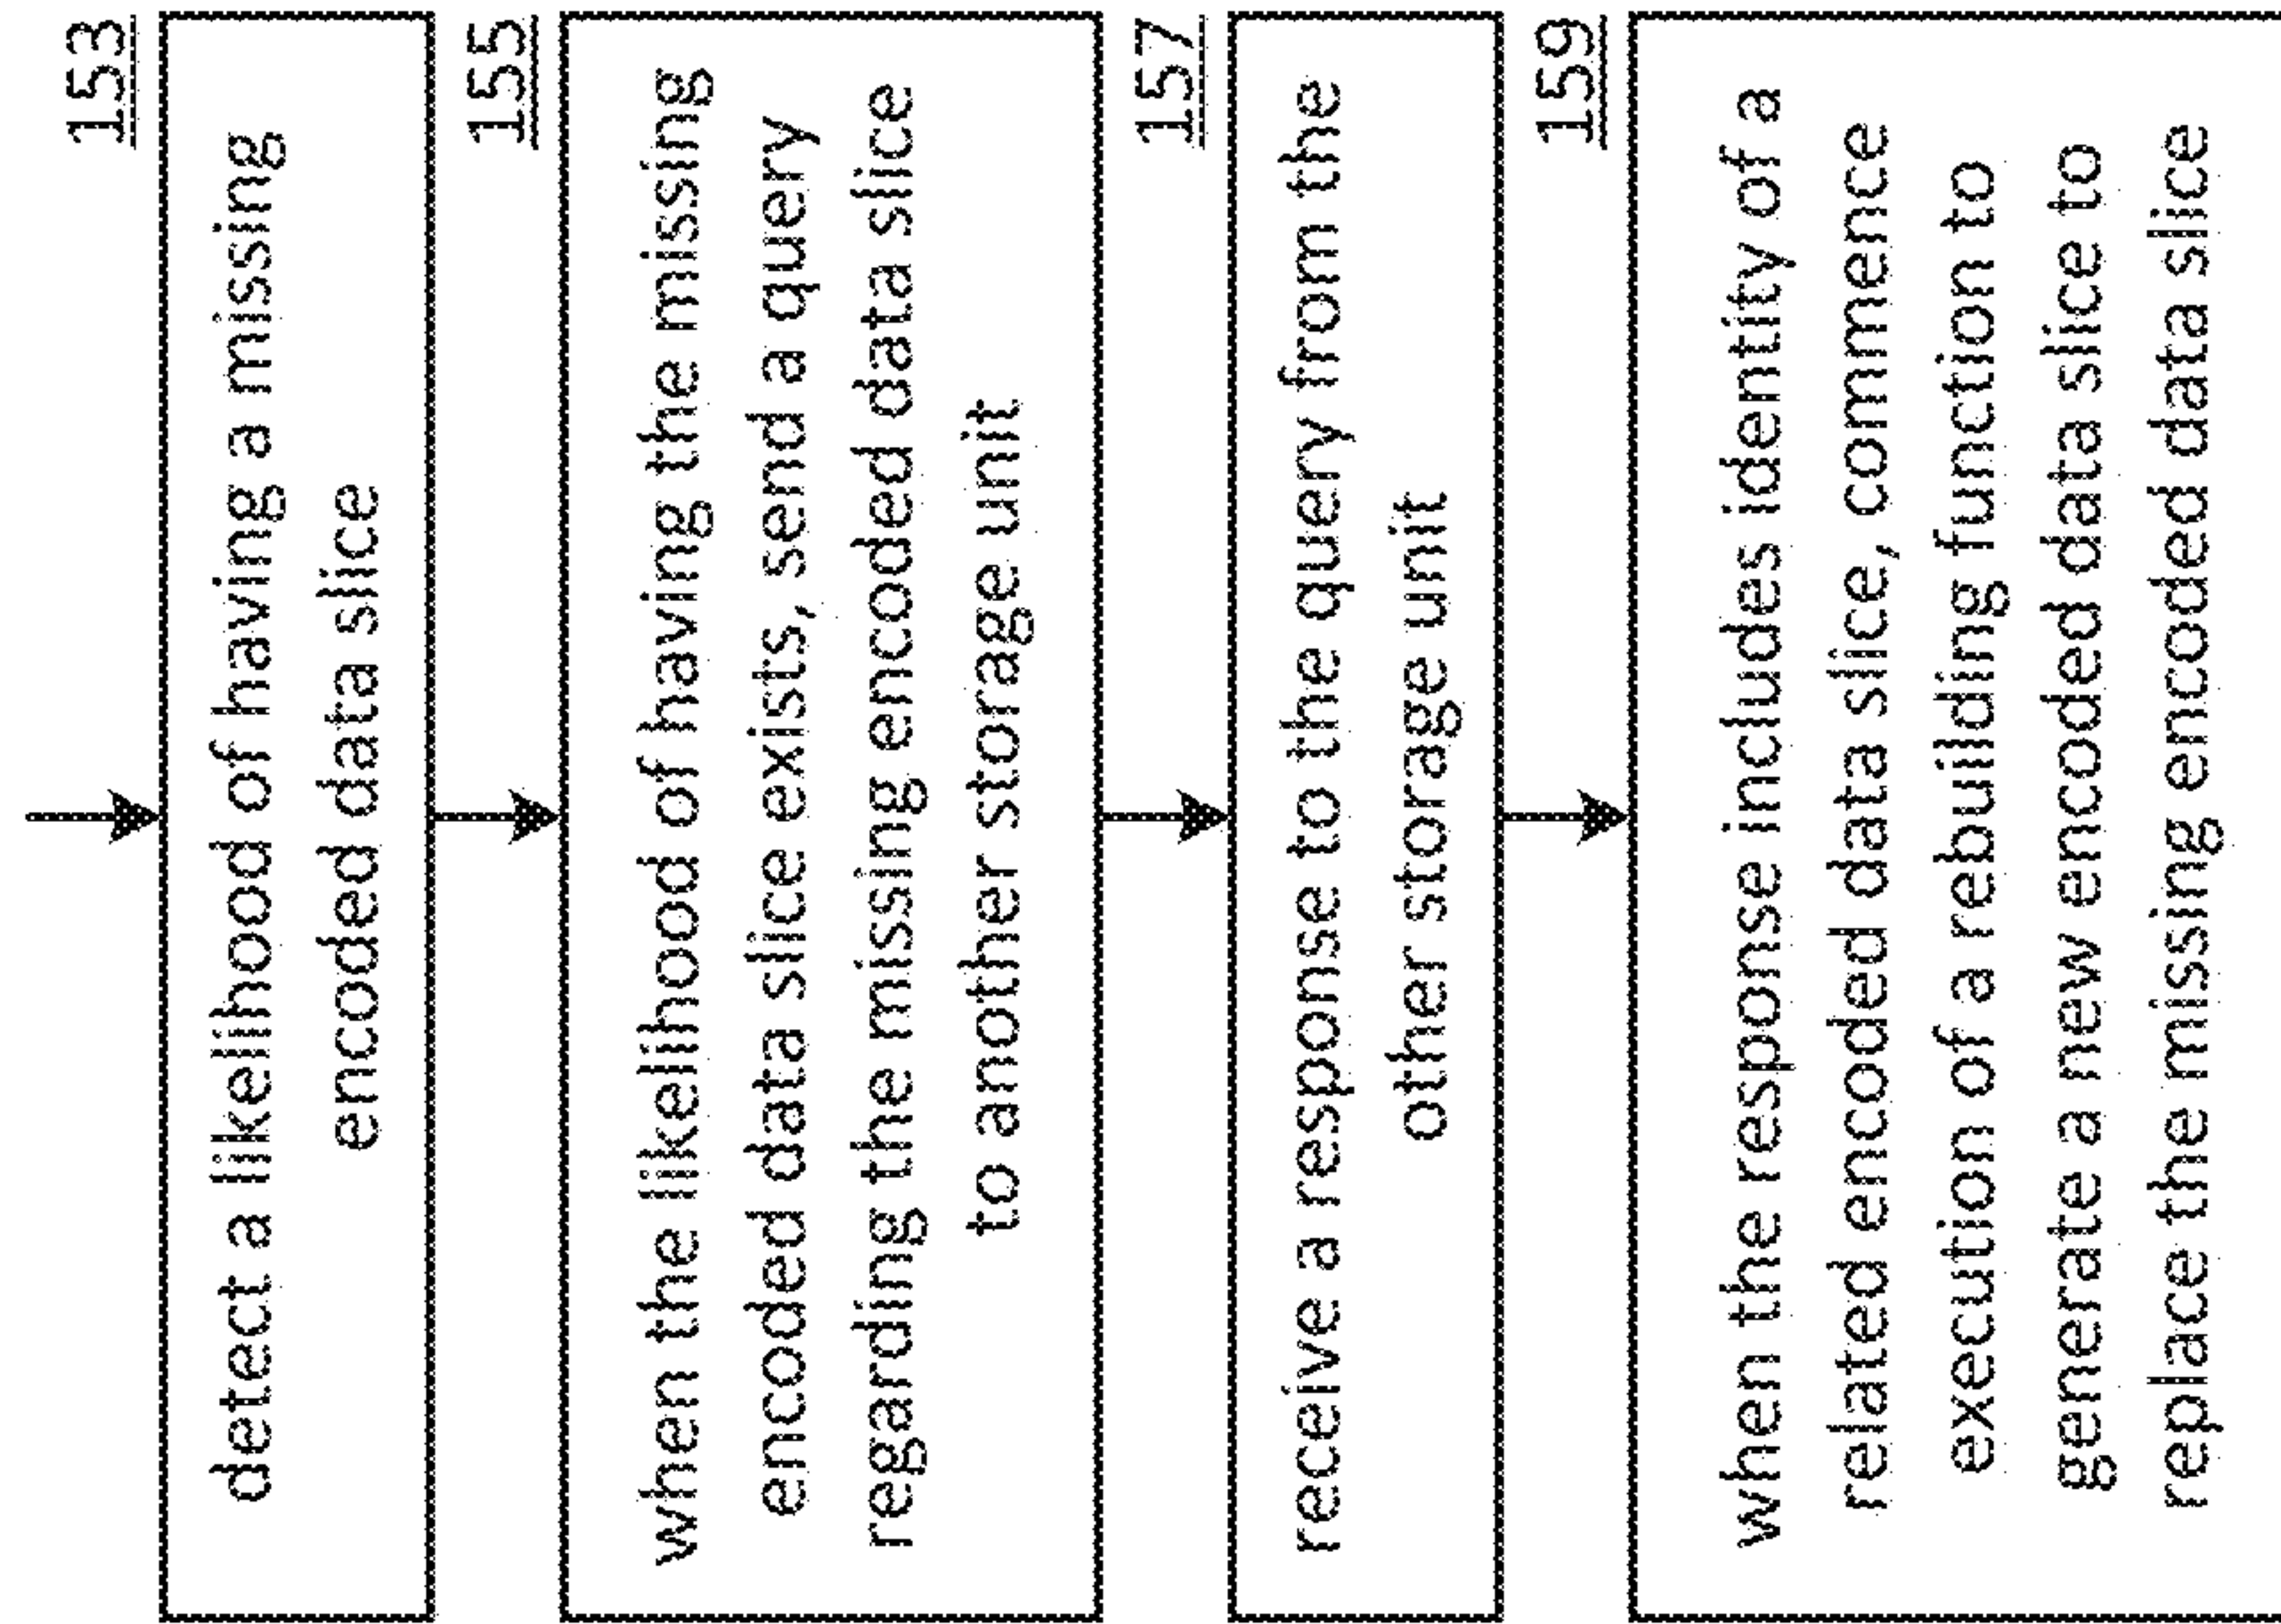 153
detect a likelihood of having a missing
encoded data slice
155
when the likelihood of having the missing
encoded data slice exists, send a query
regarding the missing encoded data slice
to another storage unit
157
receive a response to the query from the
other storage unit
159
when the response includes identity of a
related encoded data slice, commence
execution of a rebuilding function to
generate a new encoded data slice to
replace the missing encoded data slice